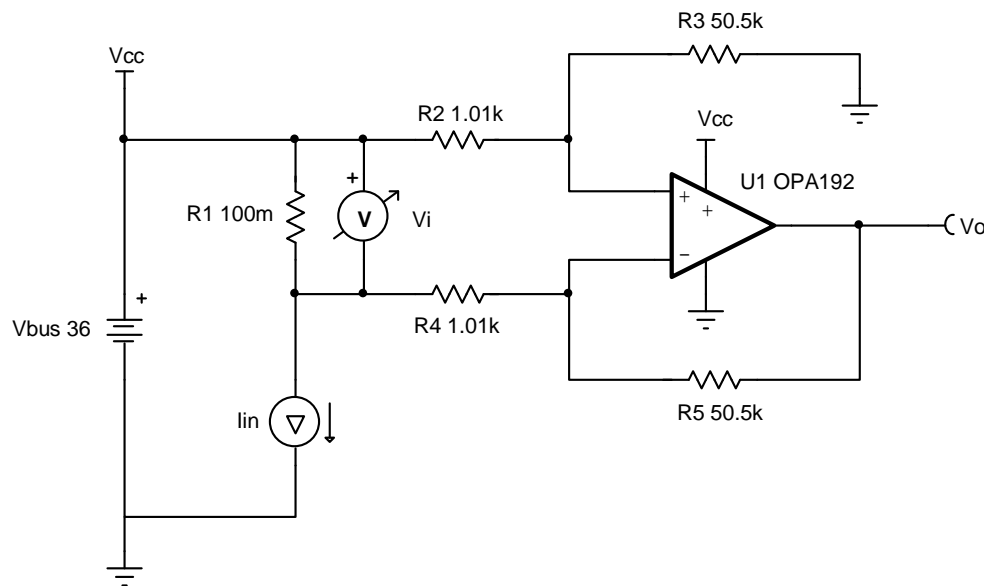 R3 50.5k
Vcc
R2 1.01k
Vcc
U1 OPA192
+
+
+
R1 100m
V
Vi
Vo
−
+
R4 1.01k
Vbus 36
R5 50.5k
Iin